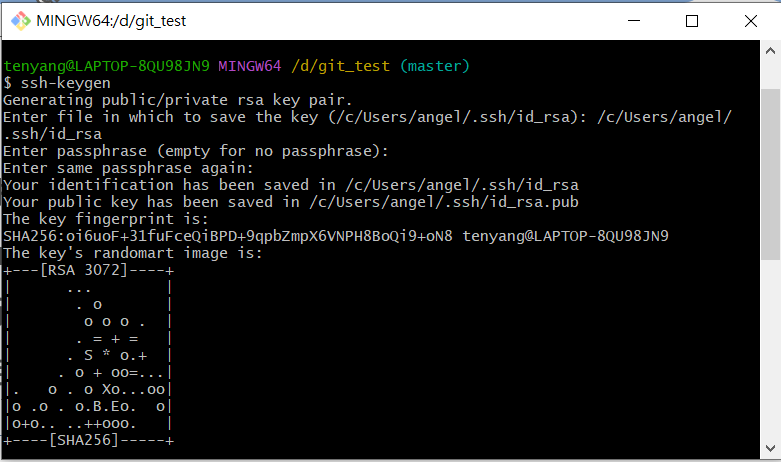 MINGW64:/d/git_test
tenyang@LAPTOP-8QU98JN9 MINGW64 /d/git_test (master)
$ ssh-keygen
Generating public/private rsa key pair.
Enter file in which to save the key (/c/Users/angel/.ssh/id_rsa): /c/Users/angel/
.ssh/id_rsa
Enter passphrase (empty for no passphrase):
Enter same passphrase again:
Your identification has been saved in /c/Users/angel/.ssh/id_rsa
Your public key has been saved in /c/Users/angel/.ssh/id_rsa.pub
The key fingerprint is:
SHA256:oi6uoF+31fuFceQiBPD+9qpbZmpX6VNPH8BoQi9+oN8 tenyang@LAPTOP-8QU98JN9
The key's randomart image is:
+---[RSA 3072]----+
|      ...        |
|       . o       |
|        o o o .  |
|       . = + =   |
|      . S * o.+  |
|     . o + oo=...|
|.   o . o Xo...oo|
|o .o . o.B.Eo.  o|
|o+o.. ..++ooo.   |
+----[SHA256]-----+